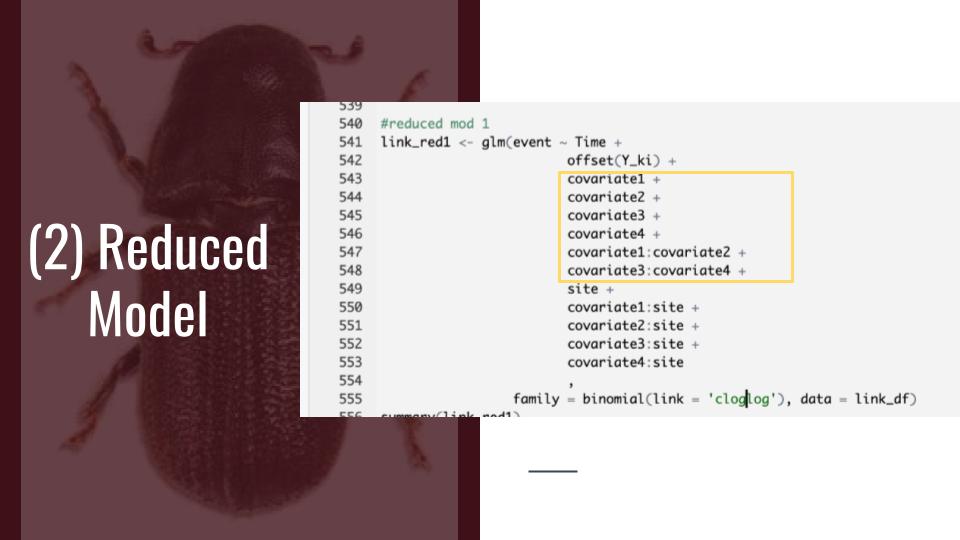 (2) Reduced
Model
539
540 #reduced mod 1
541 link_red1 <- glm(event ~ Time +
542 offset(Y_ki) +
543 covariate1 +
544 covariate2 +
545 covariate3 +
546 covariate4 +
547 covariate1:covariate2 +
548 covariate3:covariate4 +
549 site +
550 covariate1:site +
551 covariate2:site +
552 covariate3:site +
553 covariate4:site
554 ,
555 family = binomial(link = 'cloglog'), data = link_df)
556 summary(link_red1)